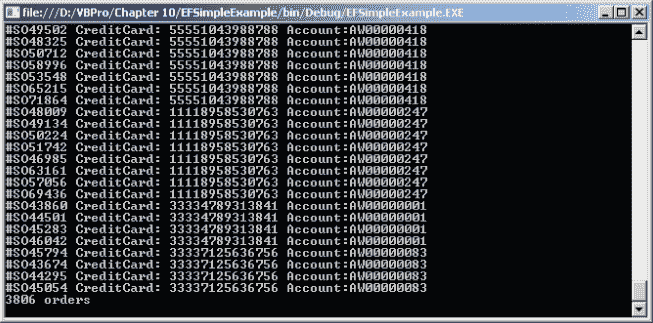 file:///D:/VBPro/Chapter 10/EFSimpleExample/bin/Debug/EFSimpleExample.EXE
#SO49502 CreditCard: 55551043988788 Account:AW00000418
#SO48325 CreditCard: 55551043988788 Account:AW00000418
#SO50712 CreditCard: 55551043988788 Account:AW00000418
#SO58996 CreditCard: 55551043988788 Account:AW00000418
#SO53548 CreditCard: 55551043988788 Account:AW00000418
#SO65215 CreditCard: 55551043988788 Account:AW00000418
#SO71864 CreditCard: 55551043988788 Account:AW00000418
#SO48009 CreditCard: 11118958530763 Account:AW00000247
#SO49134 CreditCard: 11118958530763 Account:AW00000247
#SO50224 CreditCard: 11118958530763 Account:AW00000247
#SO51742 CreditCard: 11118958530763 Account:AW00000247
#SO46985 CreditCard: 11118958530763 Account:AW00000247
#SO63161 CreditCard: 11118958530763 Account:AW00000247
#SO57056 CreditCard: 11118958530763 Account:AW00000247
#SO69436 CreditCard: 11118958530763 Account:AW00000247
#SO43860 CreditCard: 33334789313841 Account:AW00000001
#SO44501 CreditCard: 33334789313841 Account:AW00000001
#SO45283 CreditCard: 33334789313841 Account:AW00000001
#SO46042 CreditCard: 33334789313841 Account:AW00000001
#SO45794 CreditCard: 33337125636756 Account:AW00000083
#SO43674 CreditCard: 33337125636756 Account:AW00000083
#SO44295 CreditCard: 33337125636756 Account:AW00000083
#SO45054 CreditCard: 33337125636756 Account:AW00000083
3806 orders